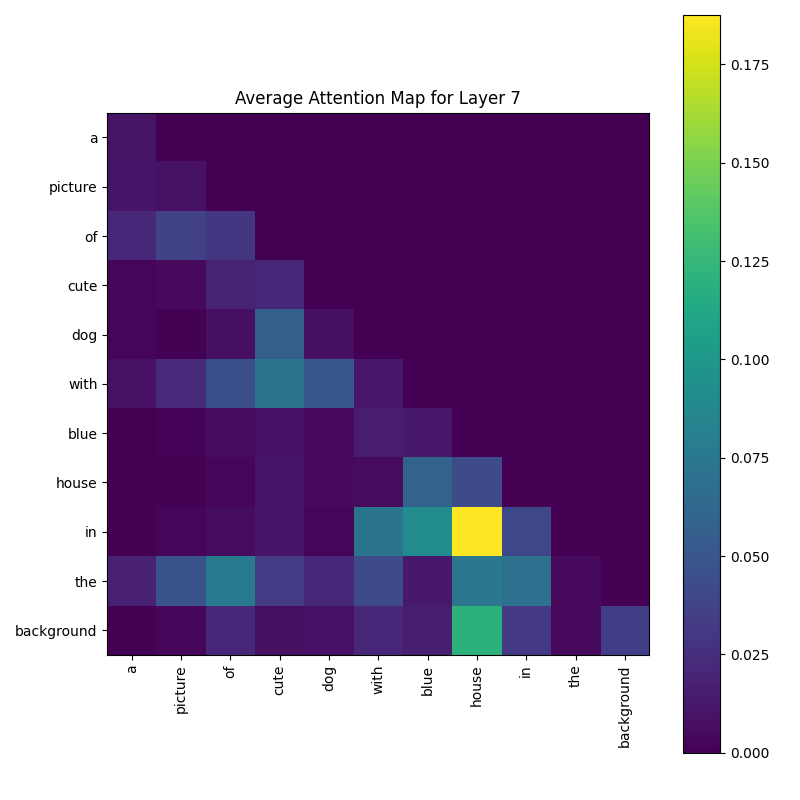 Average Attention Map for Layer 7
a
picture
of
cute
dog
with
blue
house
in
the
background
a
picture
of
cute
dog
with
blue
house
in
the
background
0.175
0.150
0.125
0.100
0.075
0.050
0.025
0.000